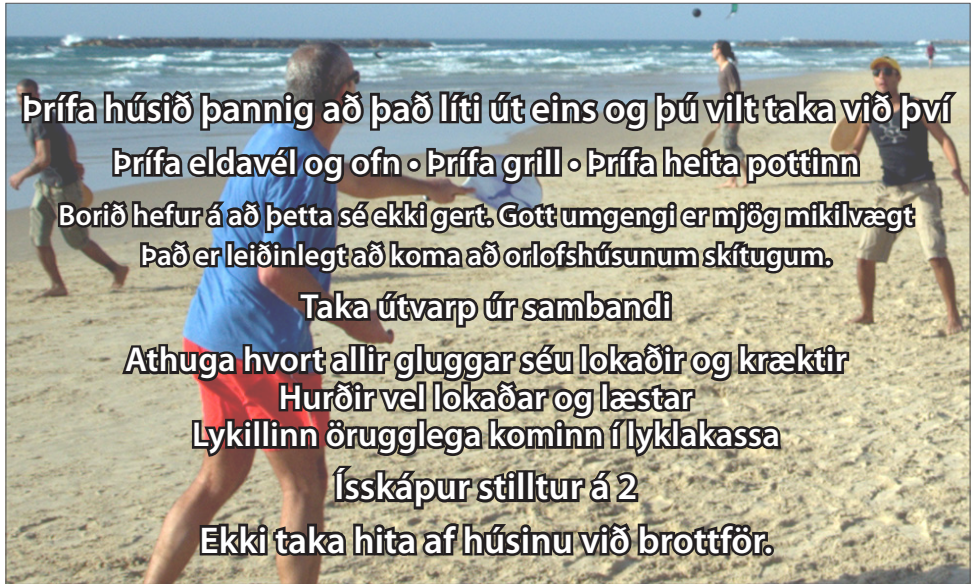 Þrífa húsið þannig að það líti út eins og þú vilt taka við því
Þrífa eldavél og ofn • Þrífa grill • Þrífa heita pottinn
Borið hefur á að þetta sé ekki gert. Gott umgengi er mjög mikilvægt
Það er leiðinlegt að koma að orlofshúsunum skítugum.
Taka útvarp úr sambandi
Athuga hvort allir gluggar séu lokaðir og kræktir
Hurðir vel lokaðar og læstar
Lykillinn örugglega kominn í lyklakassa
Ísskápur stilltur á 2
Ekki taka hita af húsinu við brottför.